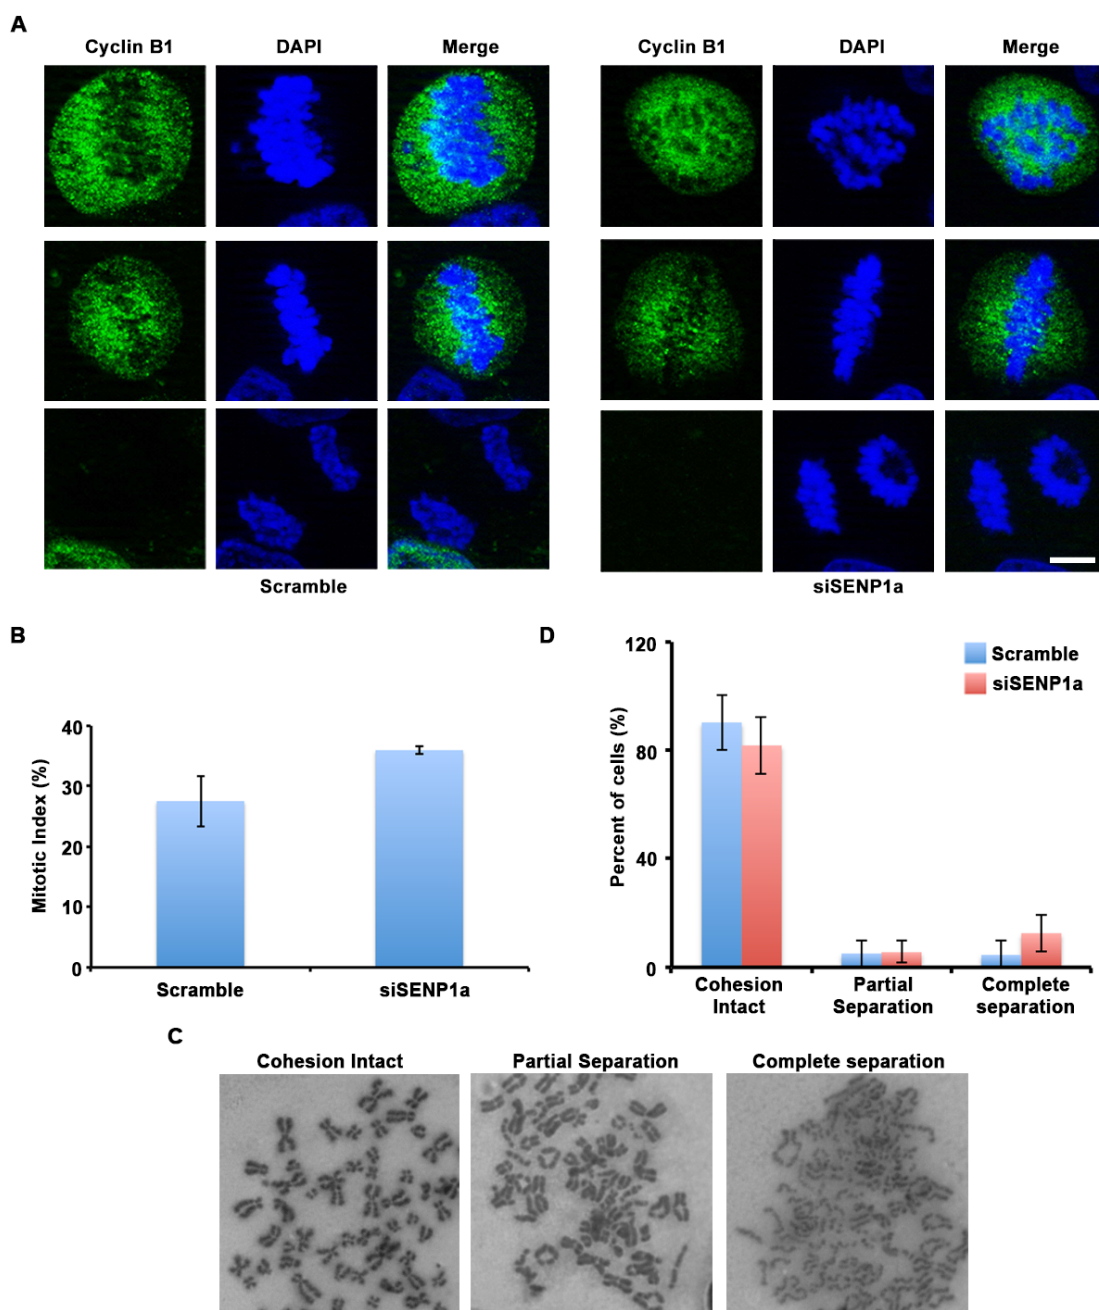 A
Cyclin B1 DAPI Merge Cyclin B1 DAPI Merge
Scramble siSENP1a
B
Mitotic Index (%)
40
30
20
10
0
Scramble siSENP1a
D
Percent of cells (%)
120
80
40
0
Scramble
siSENP1a
Cohesion Intact
Partial Separation
Complete separation
C
Cohesion Intact Partial Separation Complete separation